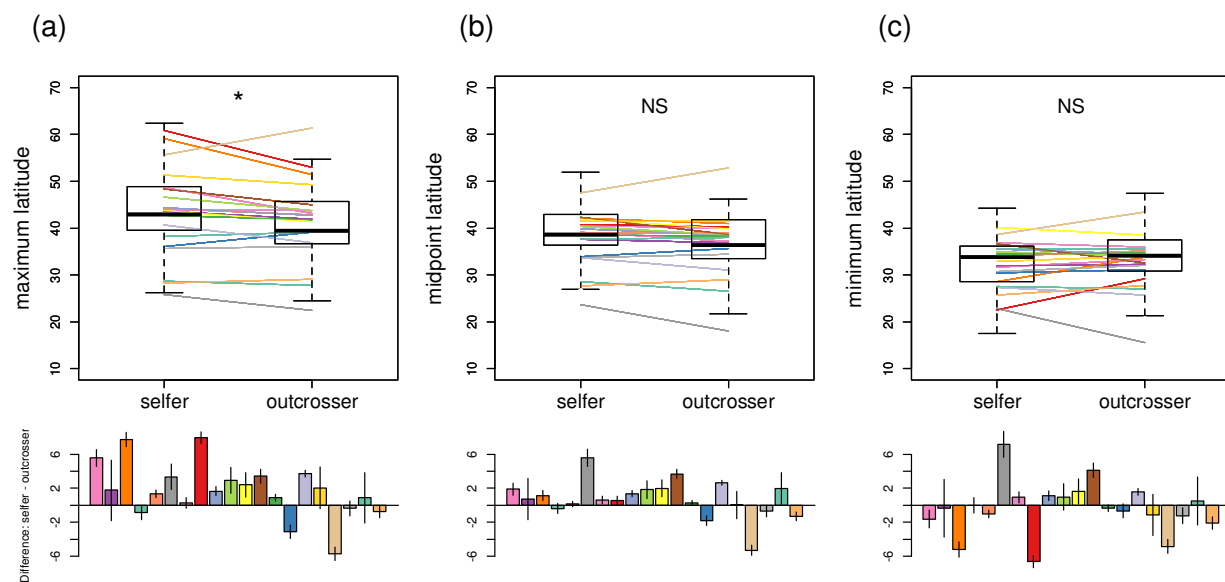 (a)
(b)
(c)
*
NS
NS
maximum latitude
70
60
50
40
30
20
10
selfer
outcrosser
midpoint latitude
70
60
50
40
30
20
10
selfer
outcrosser
minimum latitude
70
60
50
40
30
20
10
selfer
outcrosser
Difference: selfer - outcrosser
6
2
-2
-6
6
2
-2
-6
6
2
-2
-6